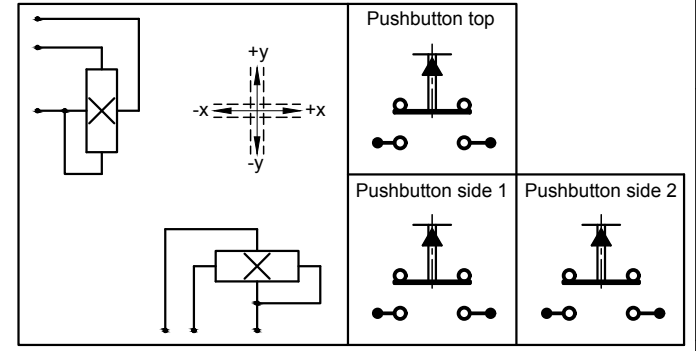 Pushbutton top
+y
-x
+x
-y
Pushbutton side 1
Pushbutton side 2